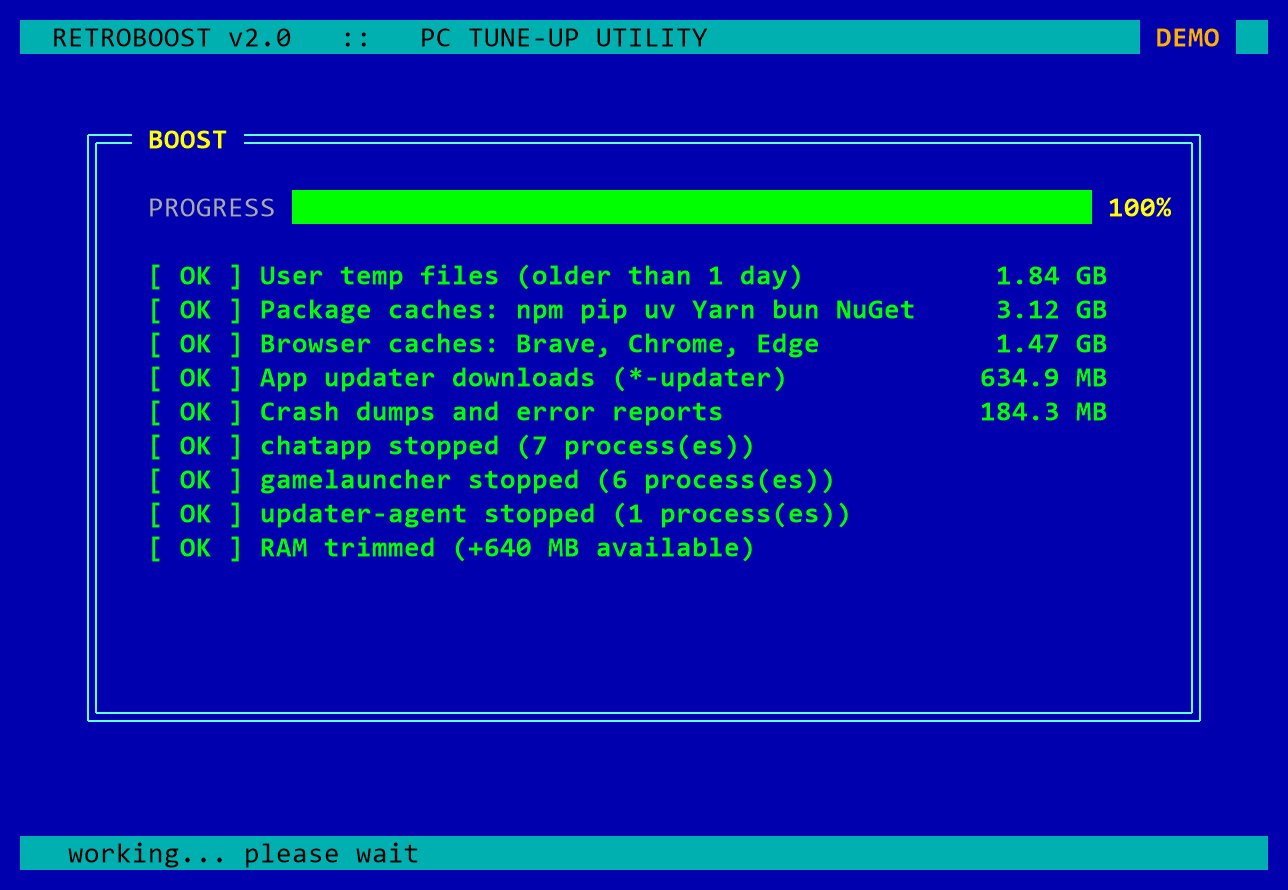 RETROBOOST v2.0 :: PC TUNE-UP UTILITY DEMO
BOOST
PROGRESS 100%
[ OK ] User temp files (older than 1 day) 1.84 GB
[ OK ] Package caches: npm pip uv Yarn bun NuGet 3.12 GB
[ OK ] Browser caches: Brave, Chrome, Edge 1.47 GB
[ OK ] App updater downloads (*-updater) 634.9 MB
[ OK ] Crash dumps and error reports 184.3 MB
[ OK ] chatapp stopped (7 process(es))
[ OK ] gamelauncher stopped (6 process(es))
[ OK ] updater-agent stopped (1 process(es))
[ OK ] RAM trimmed (+640 MB available)
working... please wait